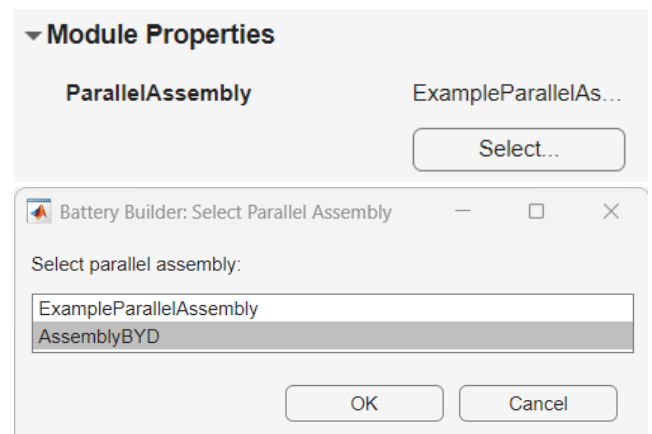 Module Properties
ParallelAssembly ExampleParallelAs...
Select...
Battery Builder: Select Parallel Assembly
Select parallel assembly:
ExampleParallelAssembly
AssemblyBYD
OK Cancel